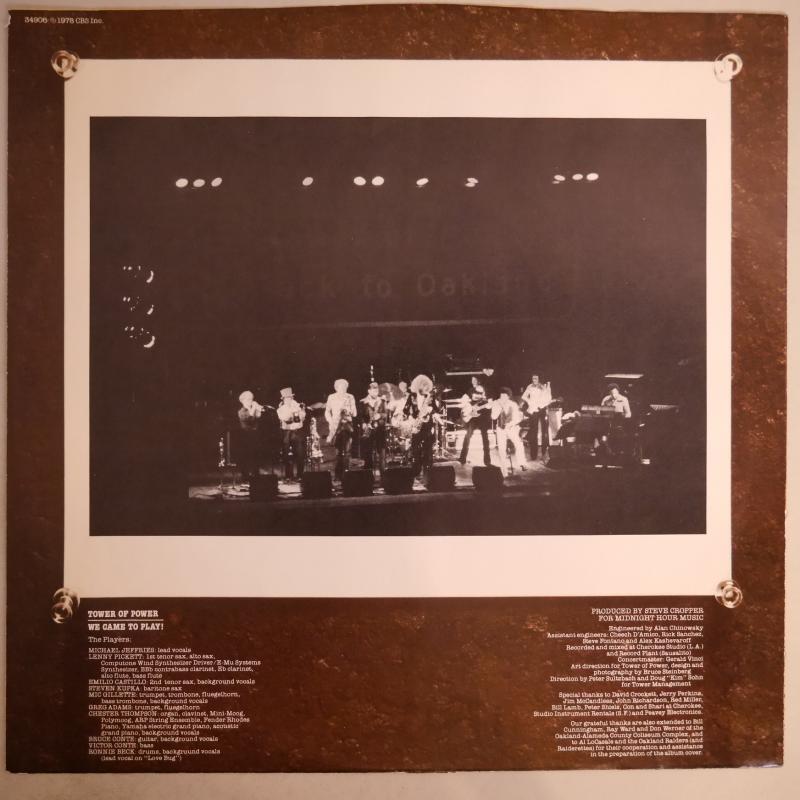 34906 ℗ 1978 CBS Inc.
ack to Oakland
TOWER OF POWER
WE CAME TO PLAY!
The Players:
MICHAEL JEFFRIES: lead vocals
LENNY PICKETT: 1st tenor sax, alto sax,
Computone Wind Synthesizer Driver/E-Mu Systems
Synthesizer, BBb contrabass clarinet, Eb clarinet,
alto flute, bass flute
EMILIO CASTILLO: 2nd tenor sax, background vocals
STEVEN KUPKA: baritone sax
MIC GILLETTE: trumpet, trombone, fluegelhorn,
bass trombone, background vocals
GREG ADAMS: trumpet, fluegelhorn
CHESTER THOMPSON: organ, clavinet, Mini-Moog,
Polymoog, ARP String Ensemble, Fender Rhodes
Piano, Yamaha electric grand piano, acoustic
grand piano, background vocals
BRUCE CONTE: guitar, background vocals
VICTOR CONTE: bass
RONNIE BECK: drums, background vocals
(lead vocal on "Love Bug")
PRODUCED BY STEVE CROPPER
FOR MIDNIGHT HOUR MUSIC
Engineered by Alan Chinowsky
Assistant engineers: Cheech D'Amico, Rick Sanchez,
Steve Fontano and Alex Kashevaroff
Recorded and mixed at Cherokee Studio (L.A.)
and Record Plant (Sausalito)
Concertmaster: Gerald Vinci
Art direction for Tower of Power, design and
photography by Bruce Steinberg
Direction by Peter Sultzbach and Doug "Kim" Sohn
for Tower Management
Special thanks to David Crockett, Jerry Perkins,
Jim McCandless, John Richardson, Red Miller,
Bill Lamb, Peter and Shari at Cherokee,
Studio Instrument Rentals (S.F.) and Peavey Electronics.
Our grateful thanks are also extended to Bill
Cunningham, Ray Ward and Don Werner of the
Oakland-Alameda County Coliseum Complex, and
to Al LoCasale and the Oakland Raiders (and
Raiderettes) for their cooperation and assistance
in the preparation of the album cover.